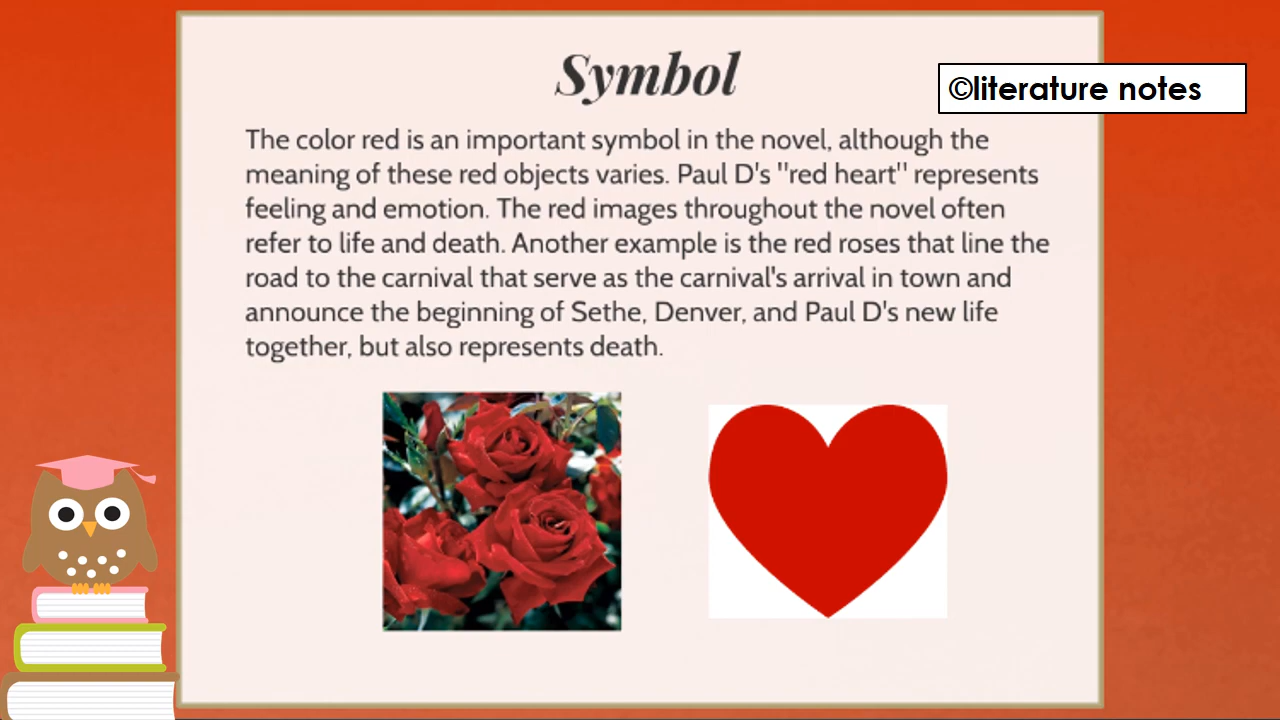 Symbol
©literature notes
The color red is an important symbol in the novel, although the
meaning of these red objects varies. Paul D's "red heart" represents
feeling and emotion. The red images throughout the novel often
refer to life and death. Another example is the red roses that line the
road to the carnival that serve as the carnival's arrival in town and
announce the beginning of Sethe, Denver, and Paul D's new life
together, but also represents death.